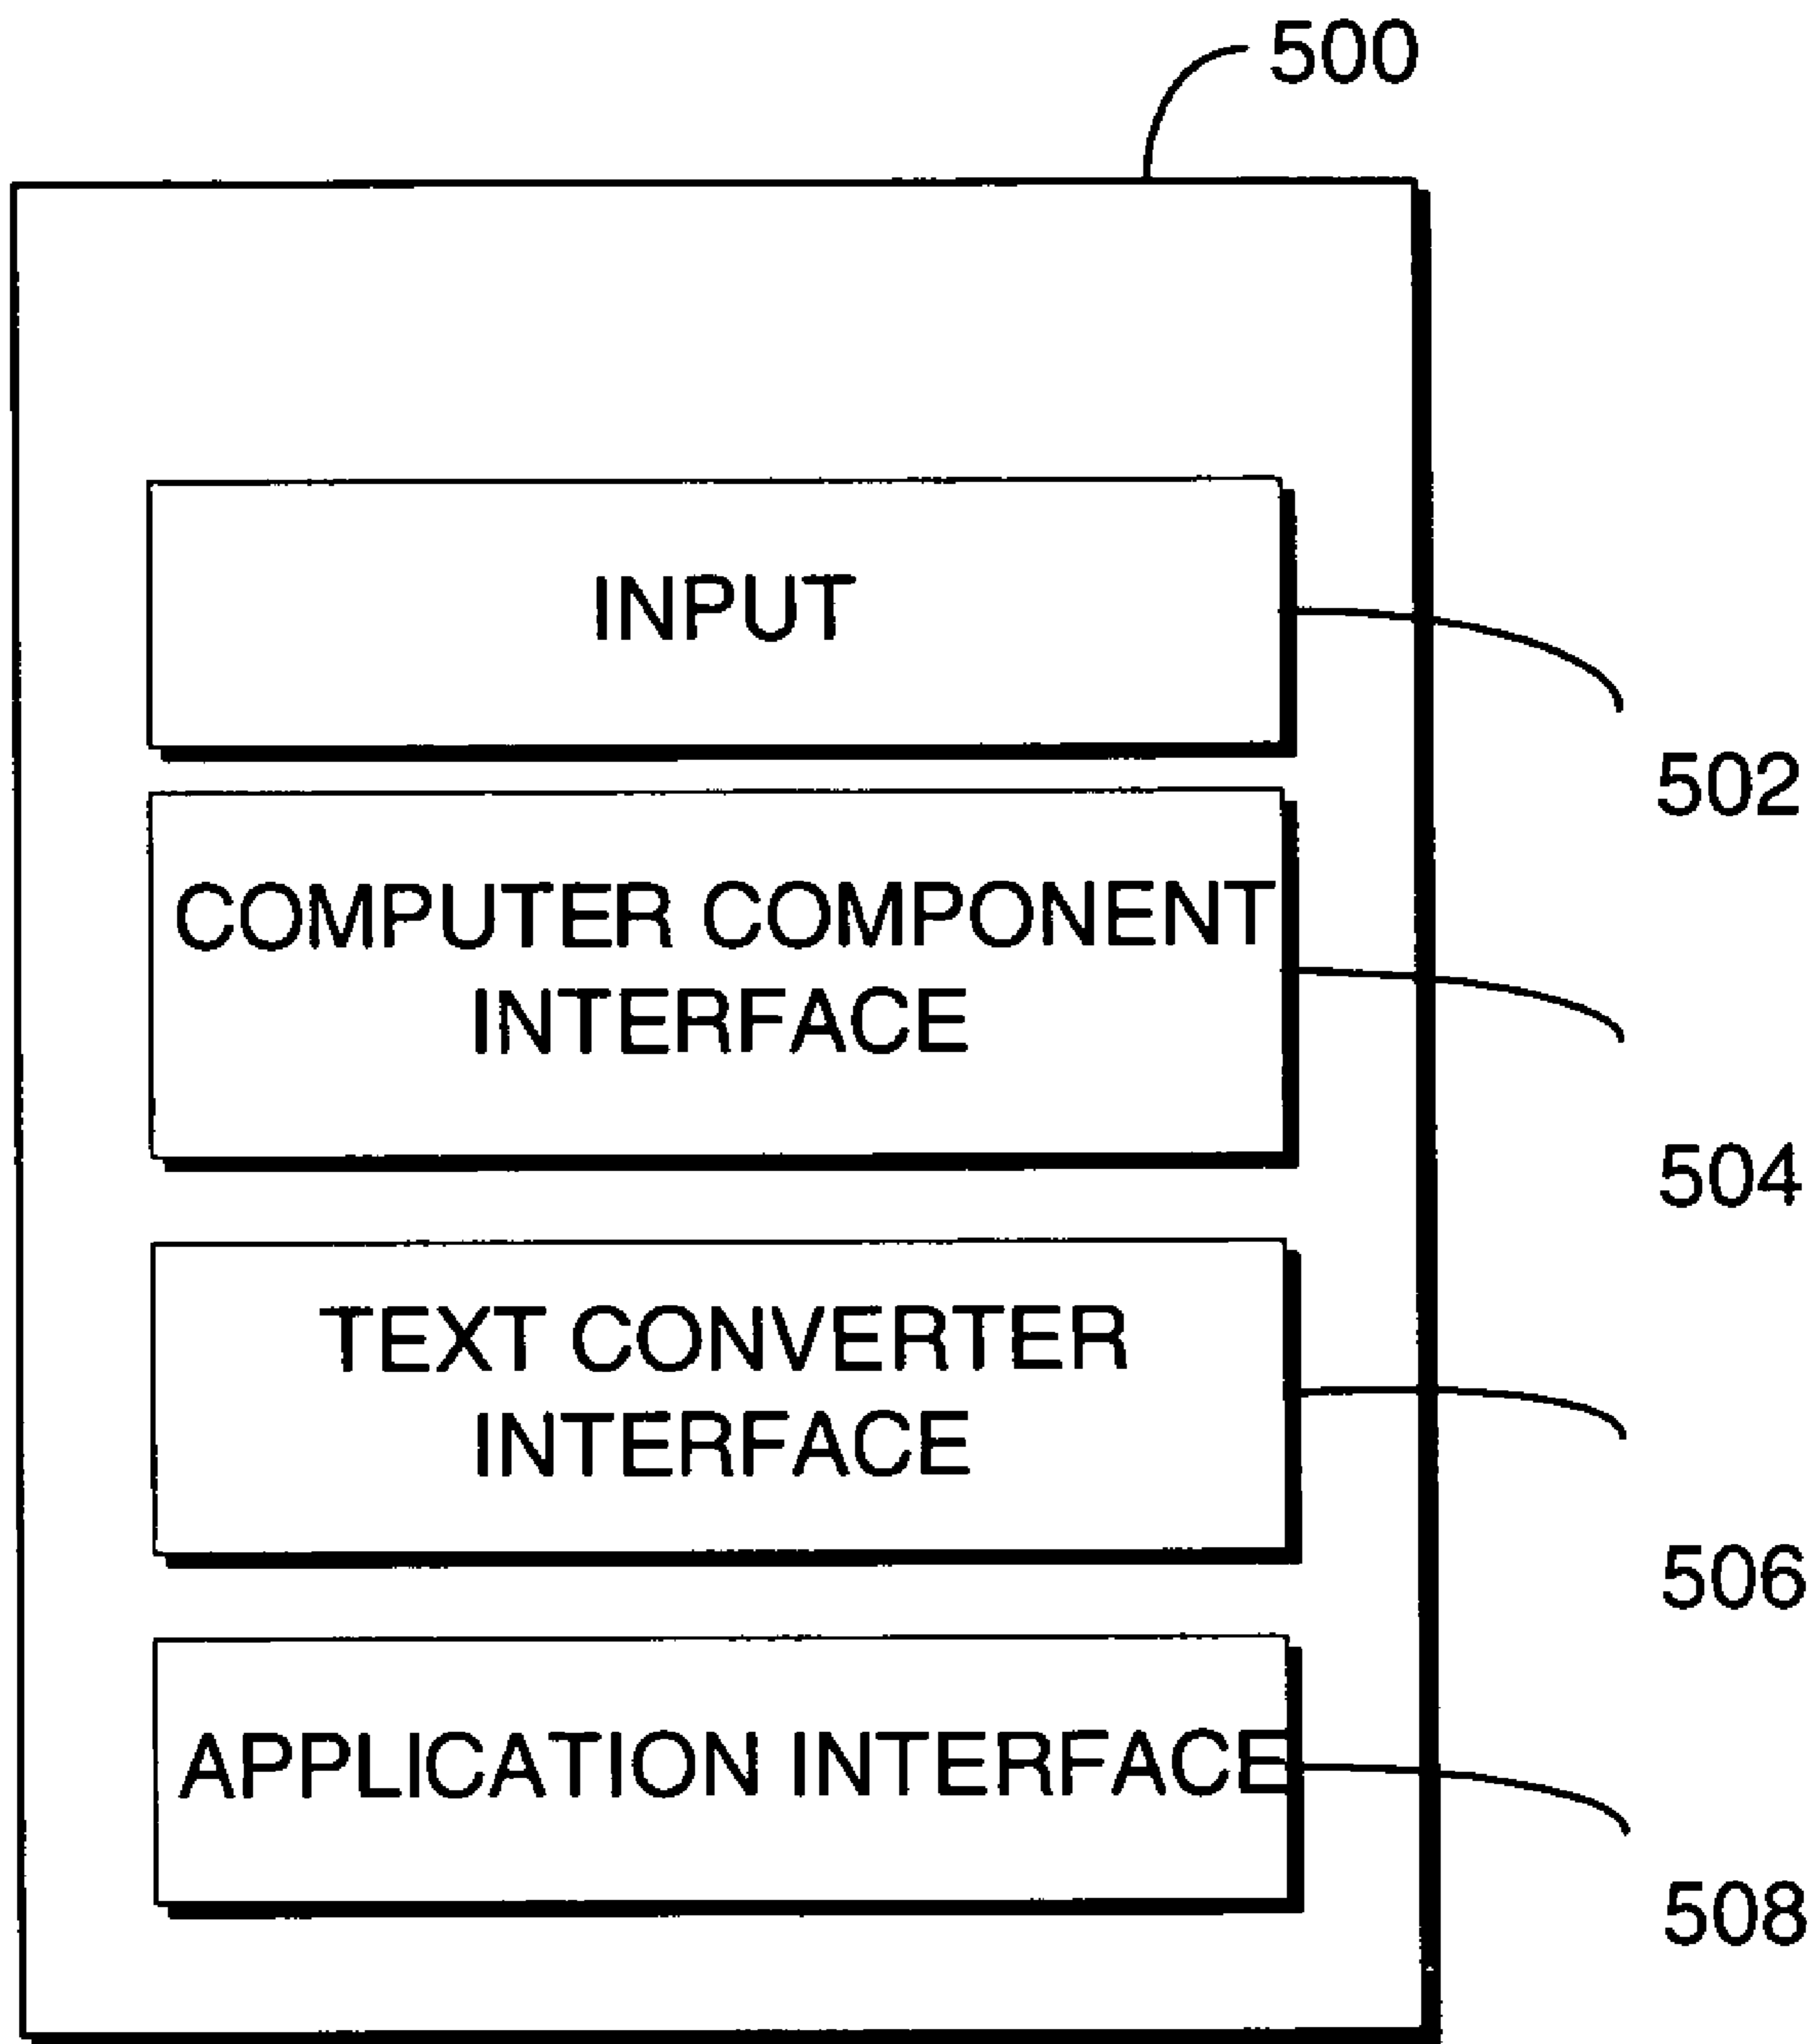 500
INPUT
502
COMPUTER COMPONENT
INTERFACE
504
TEXT CONVERTER
INTERFACE
506
APPLICATION INTERFACE
508